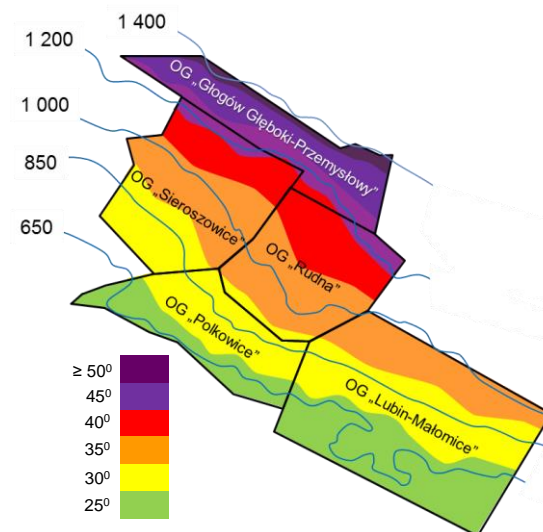 1 400
1 200
1 000
850
650
OG „Głogów Głęboki-Przemysłowy”
OG „Sieroszowice”
OG „Rudna”
OG „Polkowice”
OG „Lubin-Małomice”
≥ 50⁰
45⁰
40⁰
35⁰
30⁰
25⁰